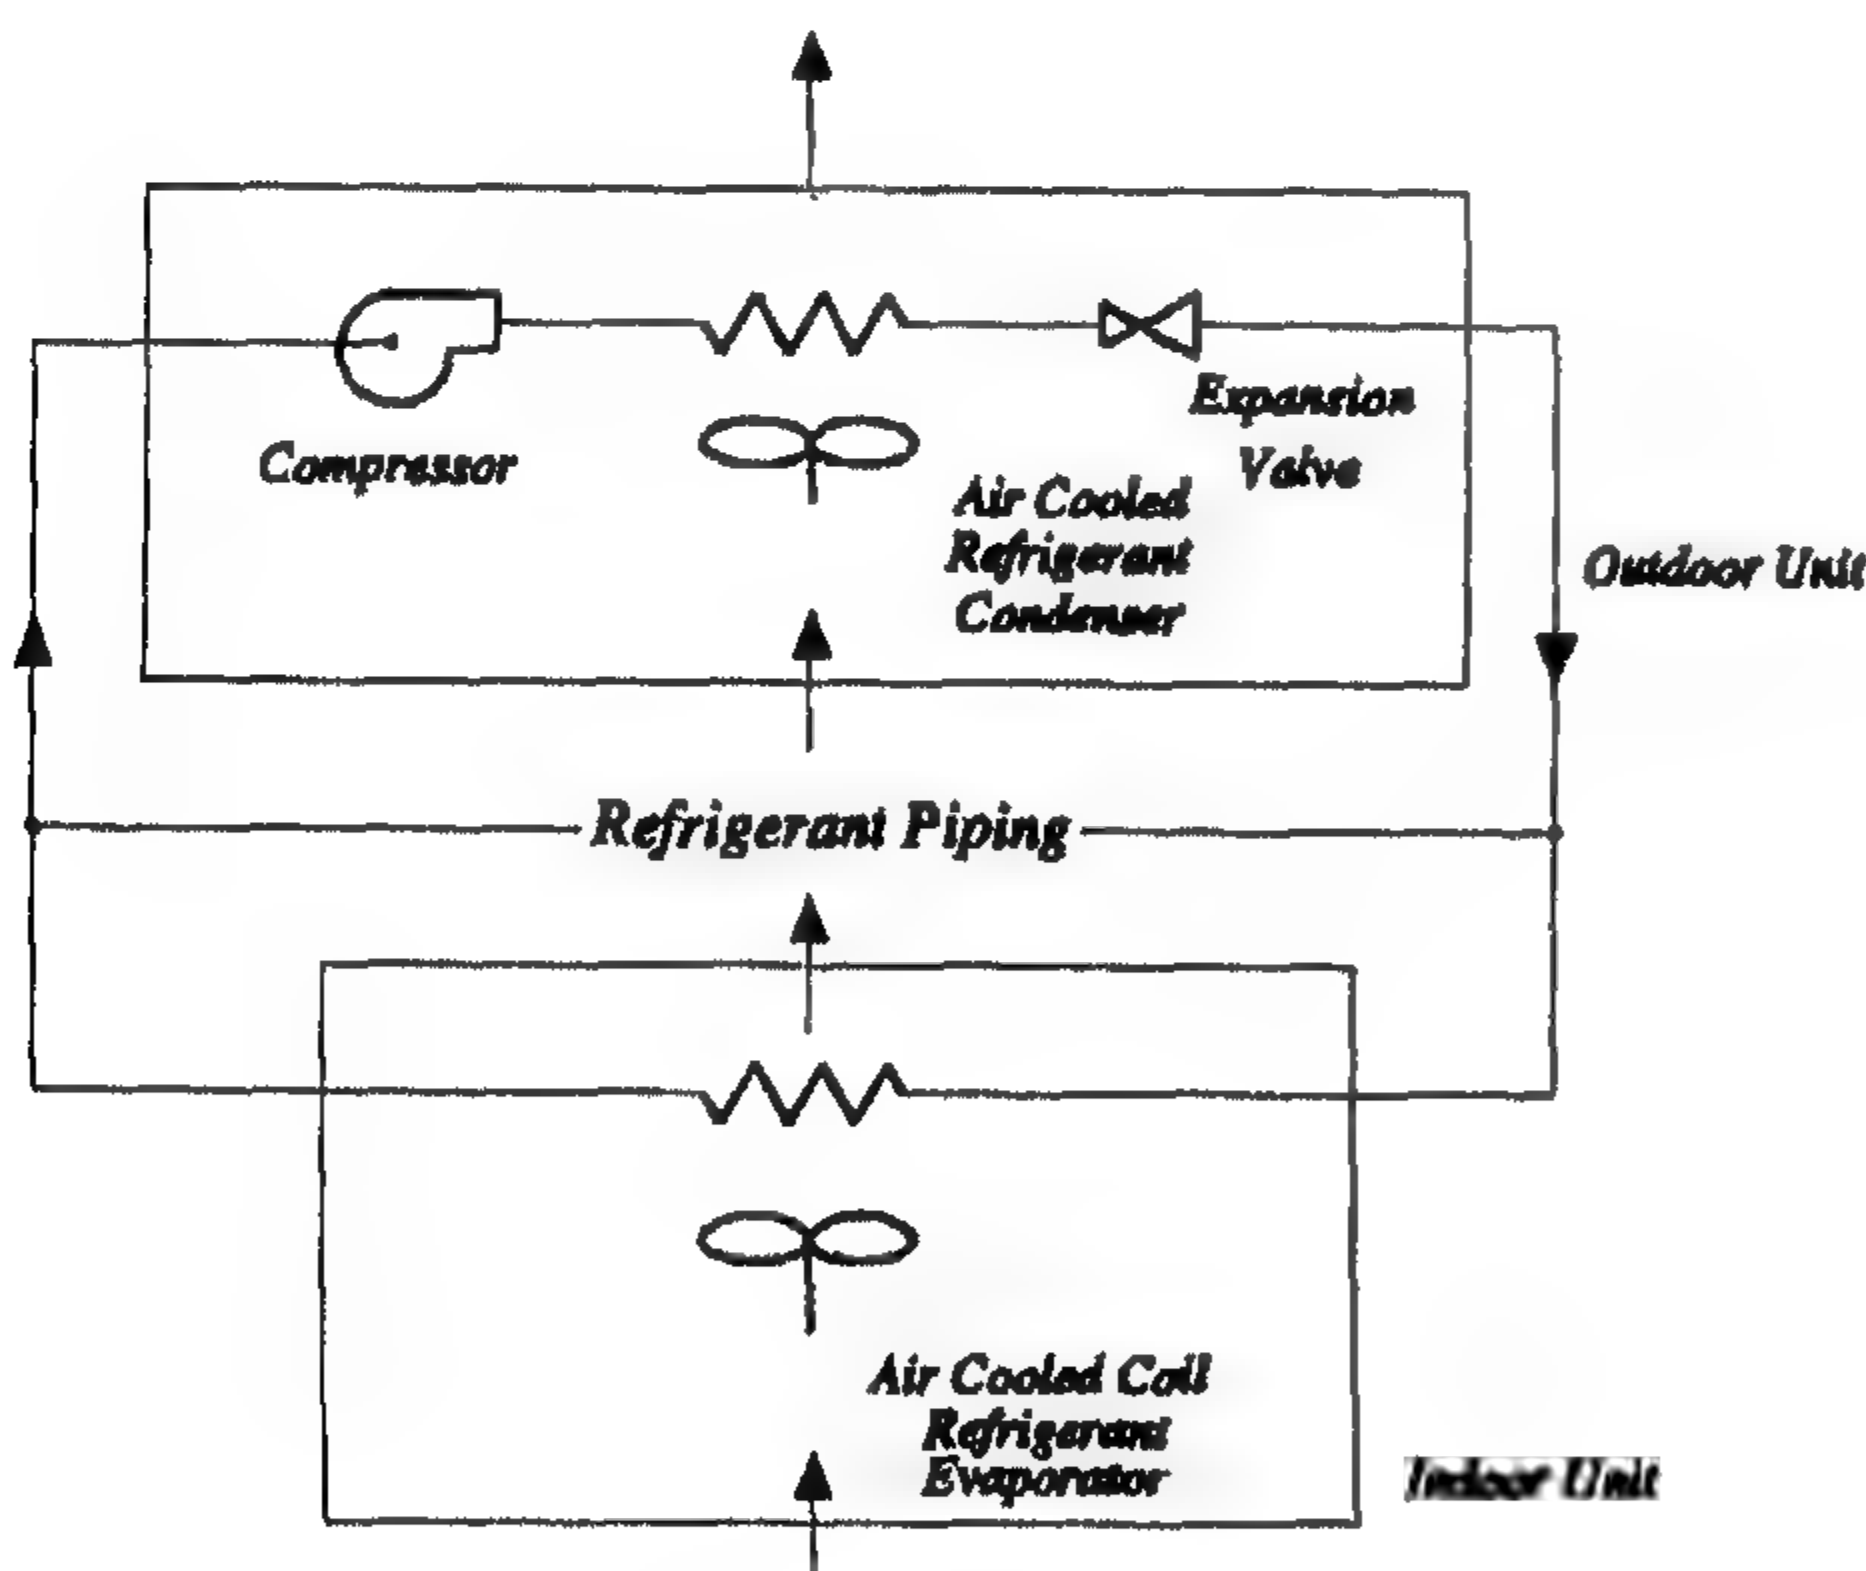 Compressor
Expansion
Valve
Air Cooled
Refrigerant
Condenser
Outdoor Unit
Refrigerant Piping
Air Cooled Coil
Refrigerant
Evaporator
Indoor Unit